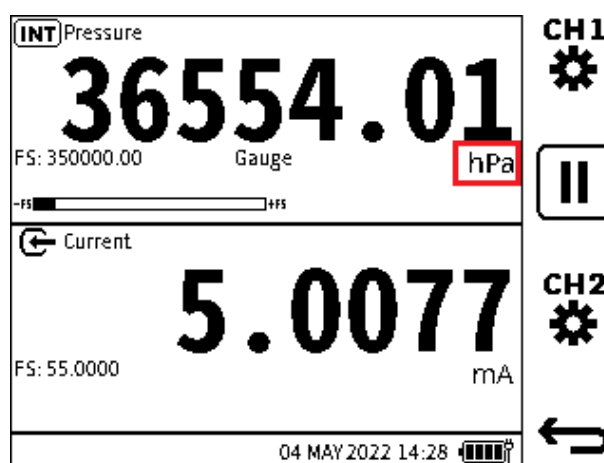 INT Pressure
CH1
36554.01
FS: 350000.00 Gauge hPa
-FS +FS
Current
CH2
5.0077
FS: 55.0000 mA
04 MAY 2022 14:28